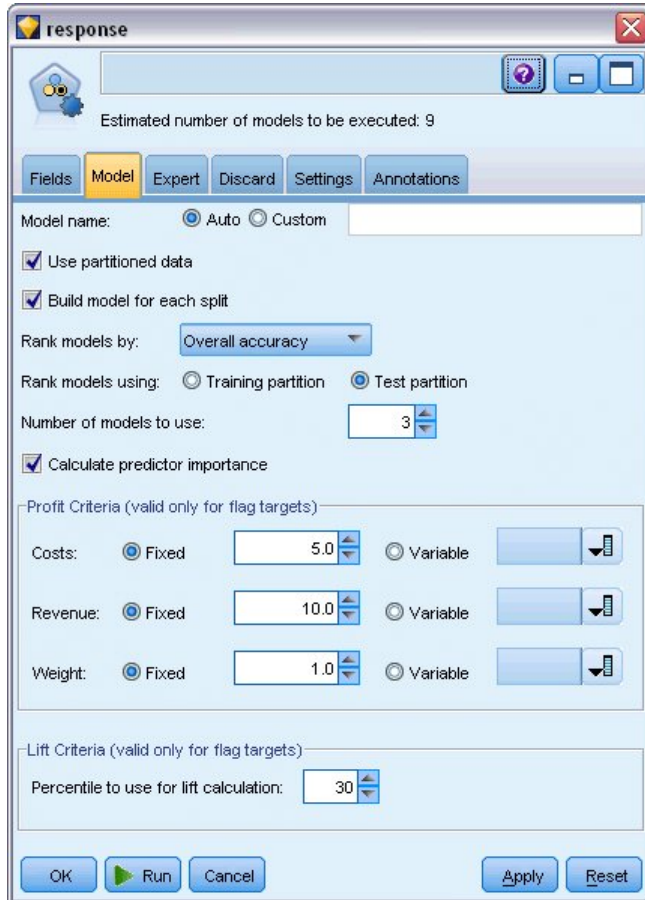 response
Estimated number of models to be executed: 9
Fields Model Expert Discard Settings Annotations
Model name: Auto Custom
Use partitioned data
Build model for each split
Rank models by: Overall accuracy
Rank models using: Training partition Test partition
Number of models to use: 3
Calculate predictor importance
Profit Criteria (valid only for flag targets)
Costs: Fixed 5.0 Variable
Revenue: Fixed 10.0 Variable
Weight: Fixed 1.0 Variable
Lift Criteria (valid only for flag targets)
Percentile to use for lift calculation: 30
OK Run Cancel Apply Reset